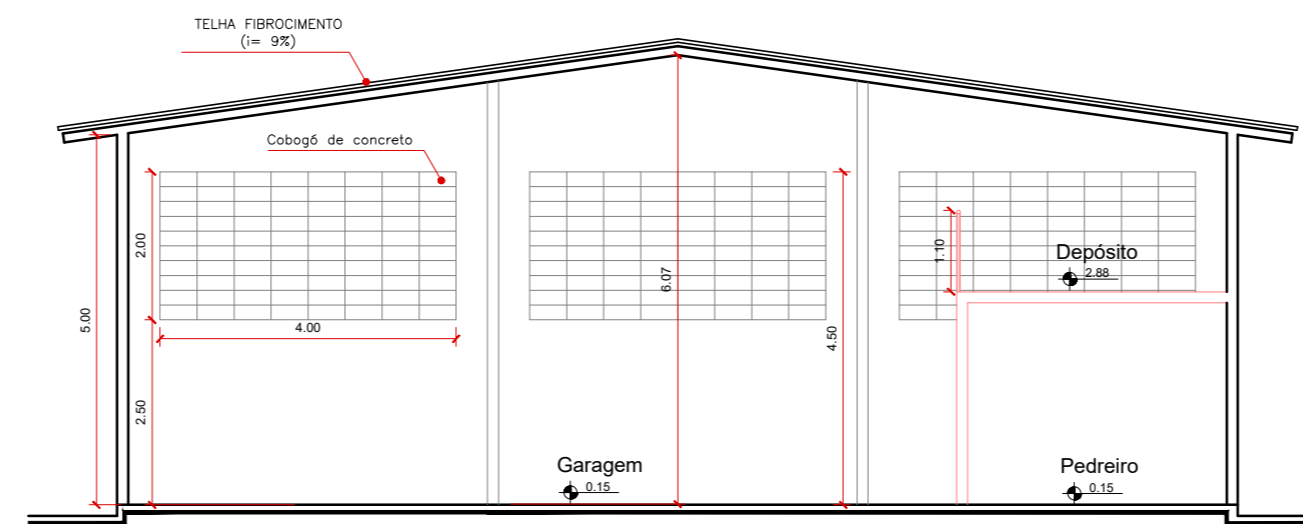 TELHA FIBROCIMENTO
(i= 9%)
Cobogó de concreto
5.00
2.00
2.50
4.00
6.07
4.50
1.10
Depósito
2.88
Garagem
0.15
Pedreiro
0.15